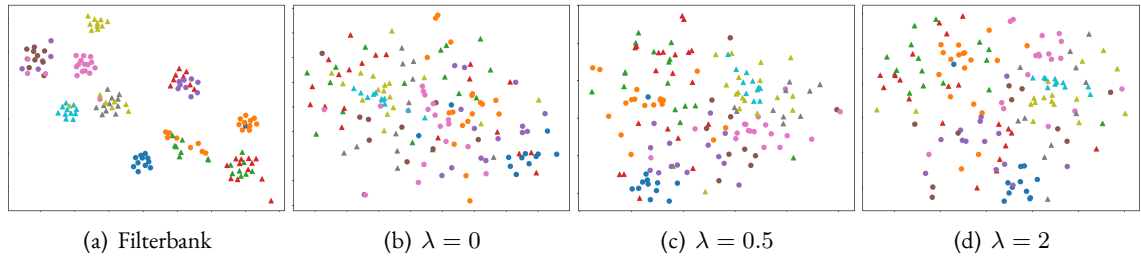 (a) Filterbank
(b) λ = 0
(c) λ = 0.5
(d) λ = 2